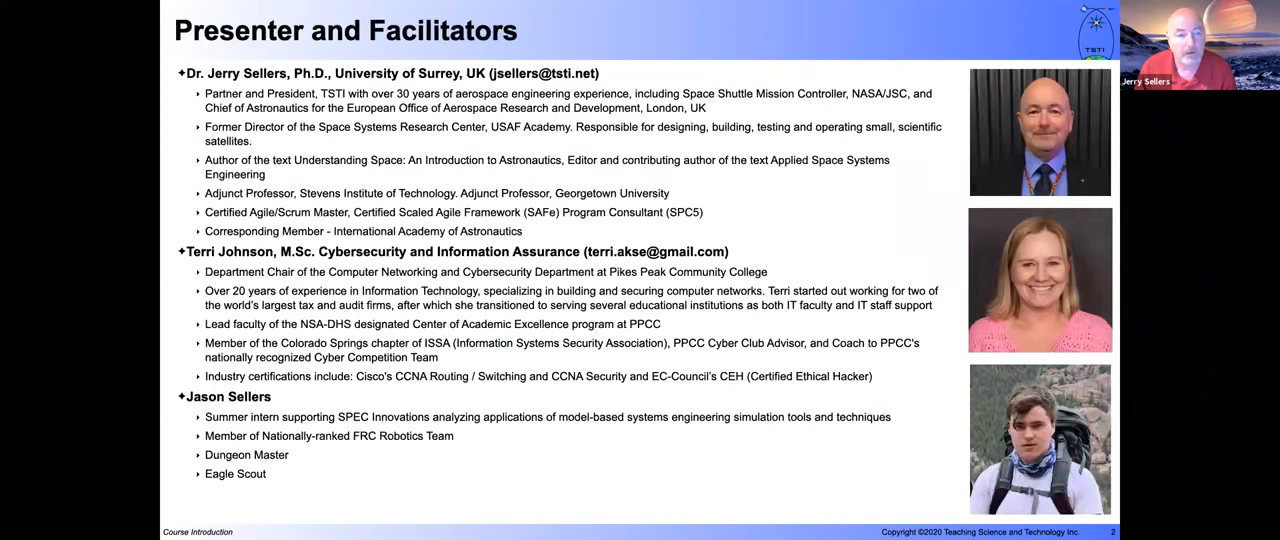 Presenter and Facilitators
TSTI
Jerry Sellers
✦Dr. Jerry Sellers, Ph.D., University of Surrey, UK (jsellers@tsti.net)
Partner and President, TSTI with over 30 years of aerospace engineering experience, including Space Shuttle Mission Controller, NASA/JSC, and
Chief of Astronautics for the European Office of Aerospace Research and Development, London, UK
Former Director of the Space Systems Research Center, USAF Academy. Responsible for designing, building, testing and operating small, scientific
satellites.
Author of the text Understanding Space: An Introduction to Astronautics, Editor and contributing author of the text Applied Space Systems
Engineering
Adjunct Professor, Stevens Institute of Technology. Adjunct Professor, Georgetown University
Certified Agile/Scrum Master, Certified Scaled Agile Framework (SAFe) Program Consultant (SPC5)
Corresponding Member - International Academy of Astronautics
✦Terri Johnson, M.Sc. Cybersecurity and Information Assurance (terri.akse@gmail.com)
Department Chair of the Computer Networking and Cybersecurity Department at Pikes Peak Community College
Over 20 years of experience in Information Technology, specializing in building and securing computer networks. Terri started out working for two of
the world's largest tax and audit firms, after which she transitioned to serving several educational institutions as both IT faculty and IT staff support
Lead faculty of the NSA-DHS designated Center of Academic Excellence program at PPCC
Member of the Colorado Springs chapter of ISSA (Information Systems Security Association), PPCC Cyber Club Advisor, and Coach to PPCC's
nationally recognized Cyber Competition Team
Industry certifications include: Cisco's CCNA Routing / Switching and CCNA Security and EC-Council's CEH (Certified Ethical Hacker)
✦Jason Sellers
Summer intern supporting SPEC Innovations analyzing applications of model-based systems engineering simulation tools and techniques
Member of Nationally-ranked FRC Robotics Team
Dungeon Master
Eagle Scout
Course Introduction
Copyright ©2020 Teaching Science and Technology Inc.
2